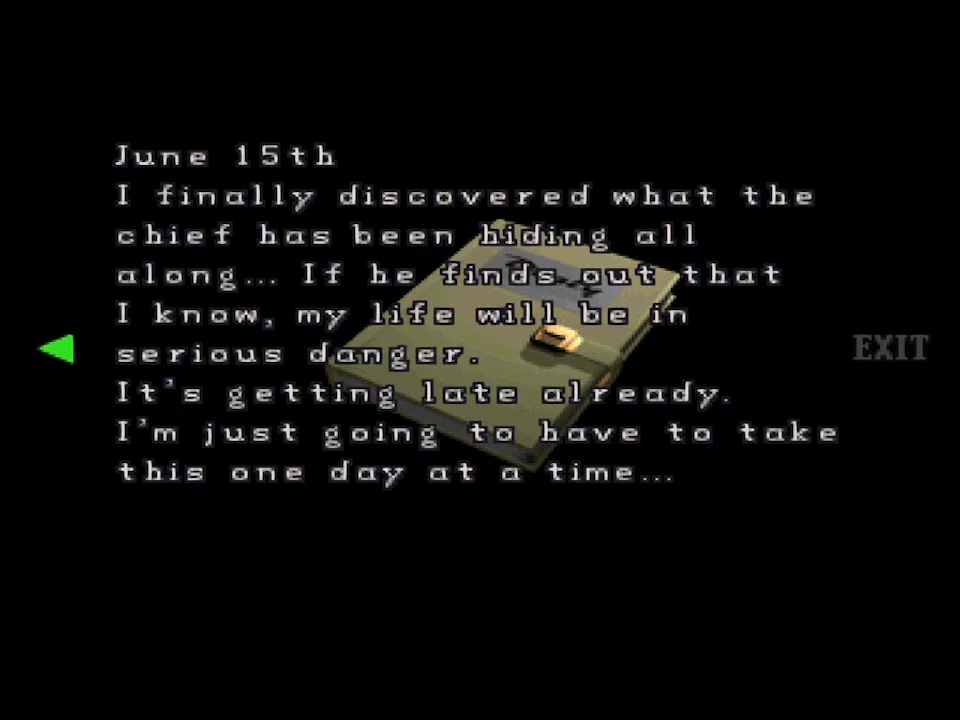 June 15th
I finally discovered what the
chief has been hiding all
along... If he finds out that
I know, my life will be in
serious danger.
It's getting late already.
I'm just going to have to take
this one day at a time...
EXIT